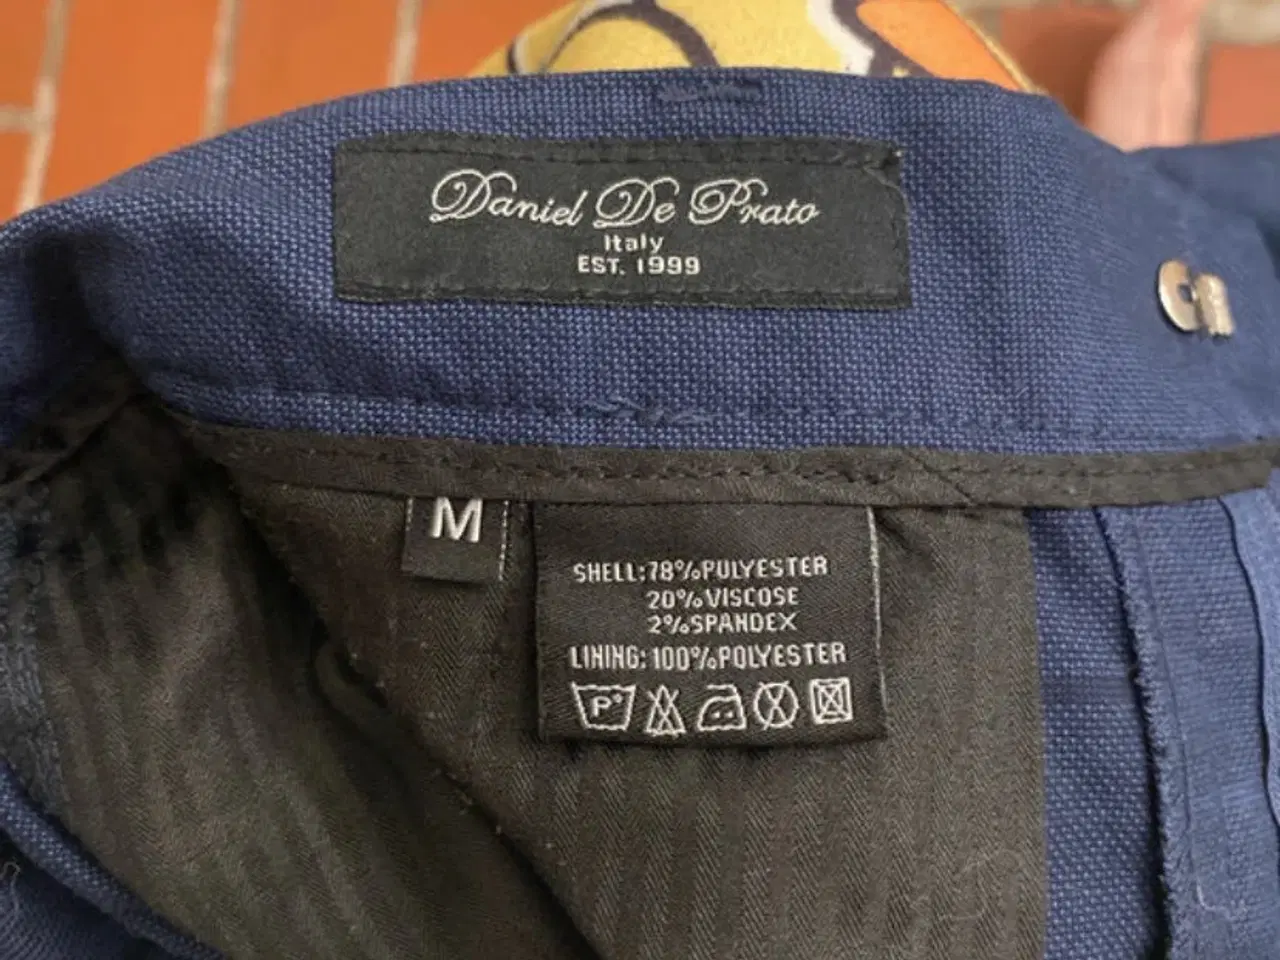 Daniel De Prato
Italy
EST. 1999
M
SHELL:78%POLYESTER
20%VISCOSE
2%SPANDEX
LINING:100%POLYESTER
P